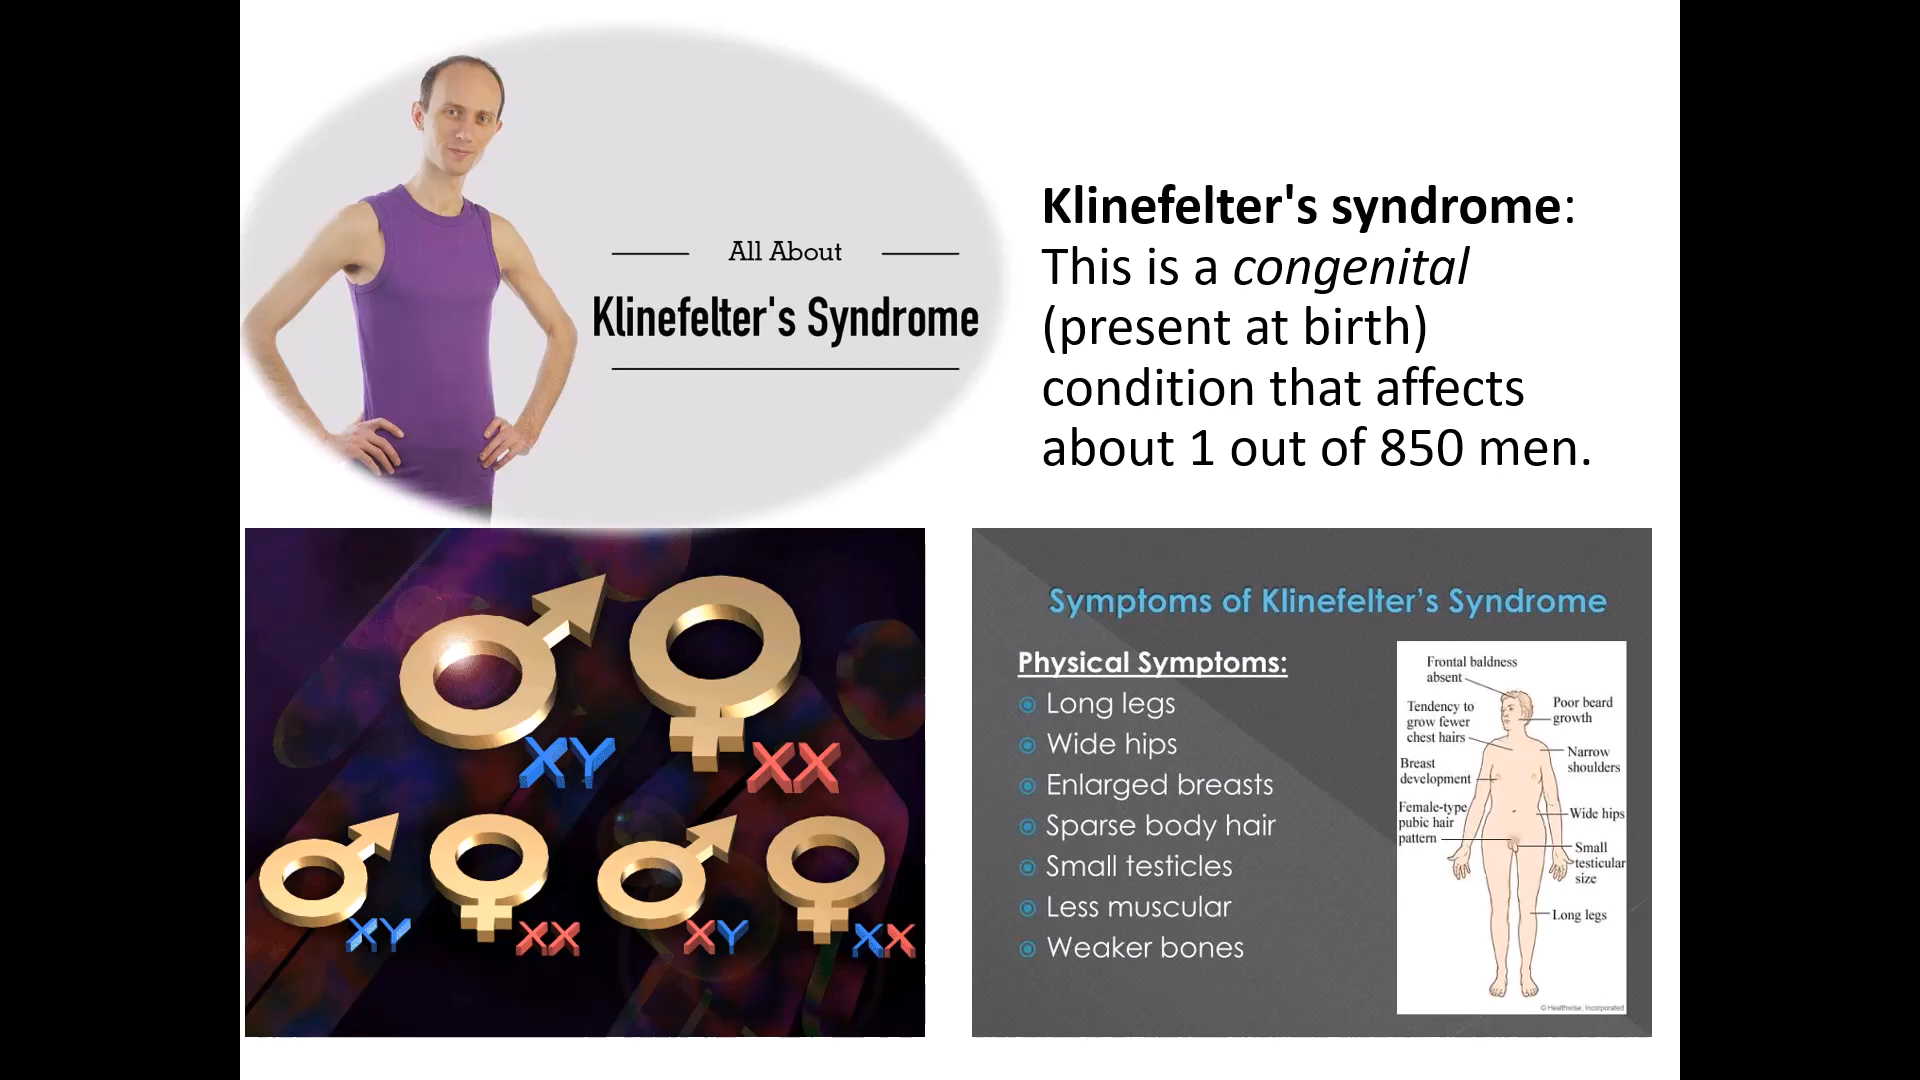 All About
Klinefelter's Syndrome
Klinefelter's syndrome:
This is a congenital
(present at birth)
condition that affects
about 1 out of 850 men.
XY
XX
XY
XX
XY
XX
Symptoms of Klinefelter’s Syndrome
Physical Symptoms:
Long legs
Wide hips
Enlarged breasts
Sparse body hair
Small testicles
Less muscular
Weaker bones
Frontal baldness
absent
Poor beard
growth
Tendency to
grow fewer
chest hairs
Narrow
shoulders
Breast
development
Female-type
pubic hair
pattern
Wide hips
Small
testicular
size
Long legs
© Healthwise, Incorporated